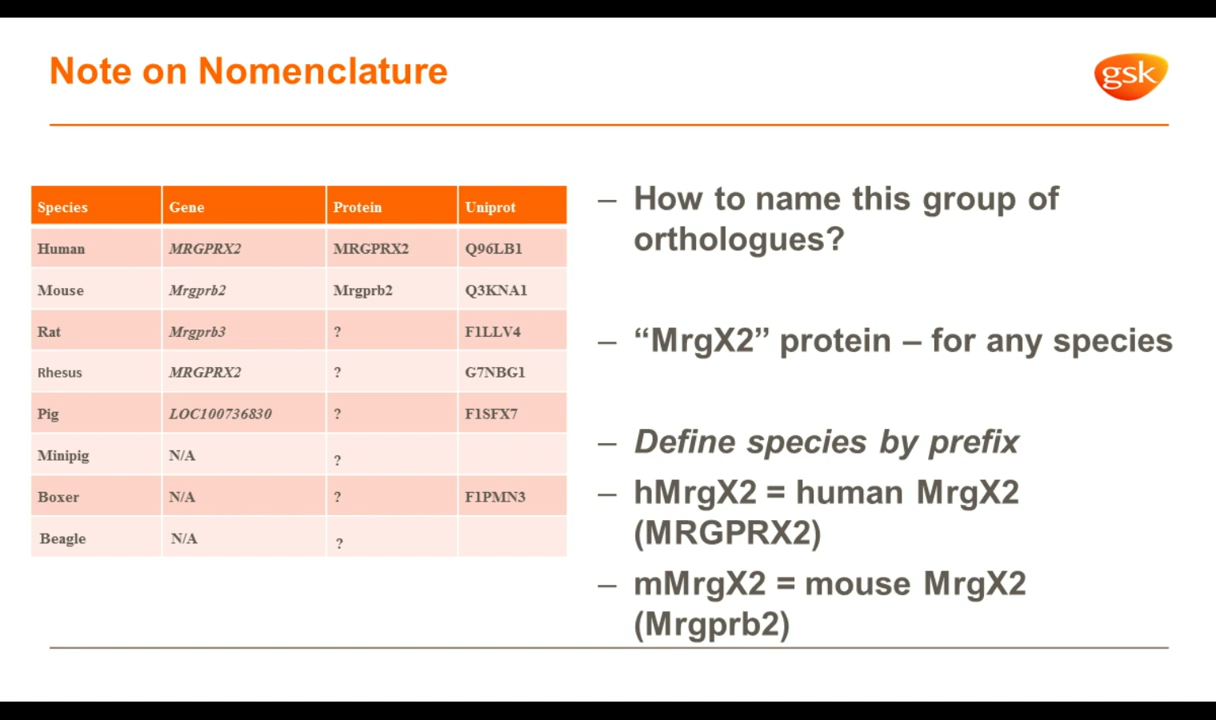 Note on Nomenclature
gsk
Species Gene Protein Uniprot
Human MRGPRX2 MRGPRX2 Q96LB1
Mouse Mrgprb2 Mrgprb2 Q3KNA1
Rat Mrgprb3 ? F1LLV4
Rhesus MRGPRX2 ? G7NBG1
Pig LOC100736830 ? F1SFX7
Minipig N/A ?
Boxer N/A ? F1PMN3
Beagle N/A ?
– How to name this group of
orthologues?
– “MrgX2” protein – for any species
– Define species by prefix
– hMrgX2 = human MrgX2
(MRGPRX2)
– mMrgX2 = mouse MrgX2
(Mrgprb2)